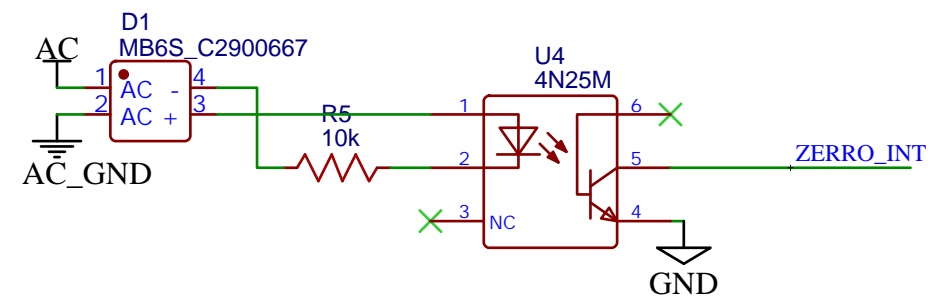 D1
MB6S_C2900667
AC
1 AC - 4
2 AC + 3
AC_GND
R5
10k
U4
4N25M
1
2
3 NC
6
5
4
ZERRO_INT
GND